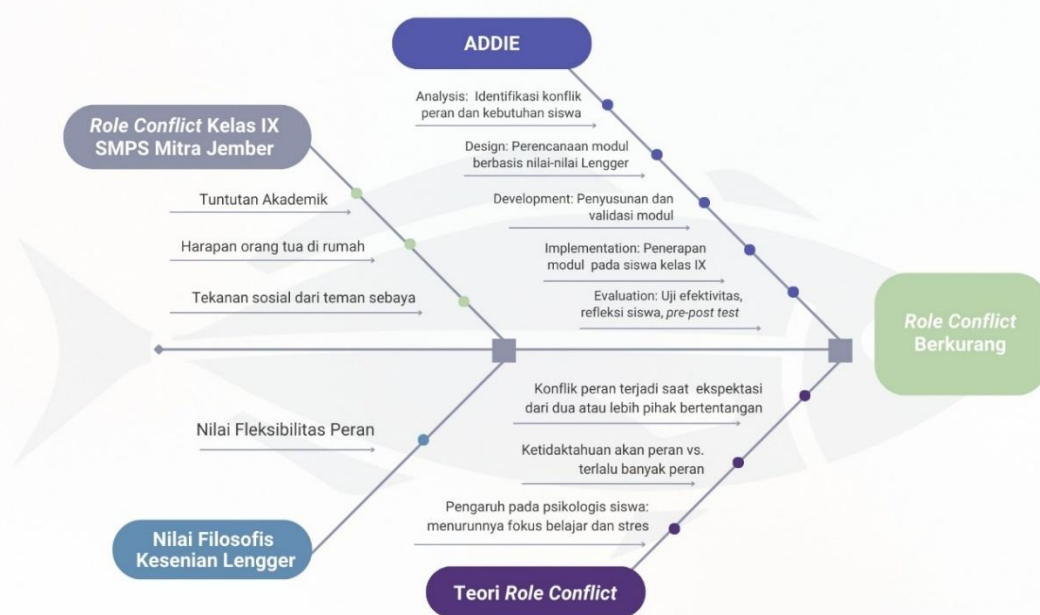 ADDIE
Analysis: Identifikasi konflik
peran dan kebutuhan siswa
Design: Perencanaan modul
berbasis nilai-nilai Lengger
Development: Penyusunan dan
validasi modul
Implementation: Penerapan
modul pada siswa kelas IX
Evaluation: Uji efektivitas,
refleksi siswa, pre-post test
Role Conflict Kelas IX
SMPS Mitra Jember
Tuntutan Akademik
Harapan orang tua di rumah
Tekanan sosial dari teman sebaya
Role Conflict
Berkurang
Nilai Fleksibilitas Peran
Nilai Filosofis
Kesenian Lengger
Konflik peran terjadi saat ekspektasi
dari dua atau lebih pihak bertentangan
Ketidaktahuan akan peran vs.
terlalu banyak peran
Pengaruh pada psikologis siswa:
menurunnya fokus belajar dan stres
Teori Role Conflict